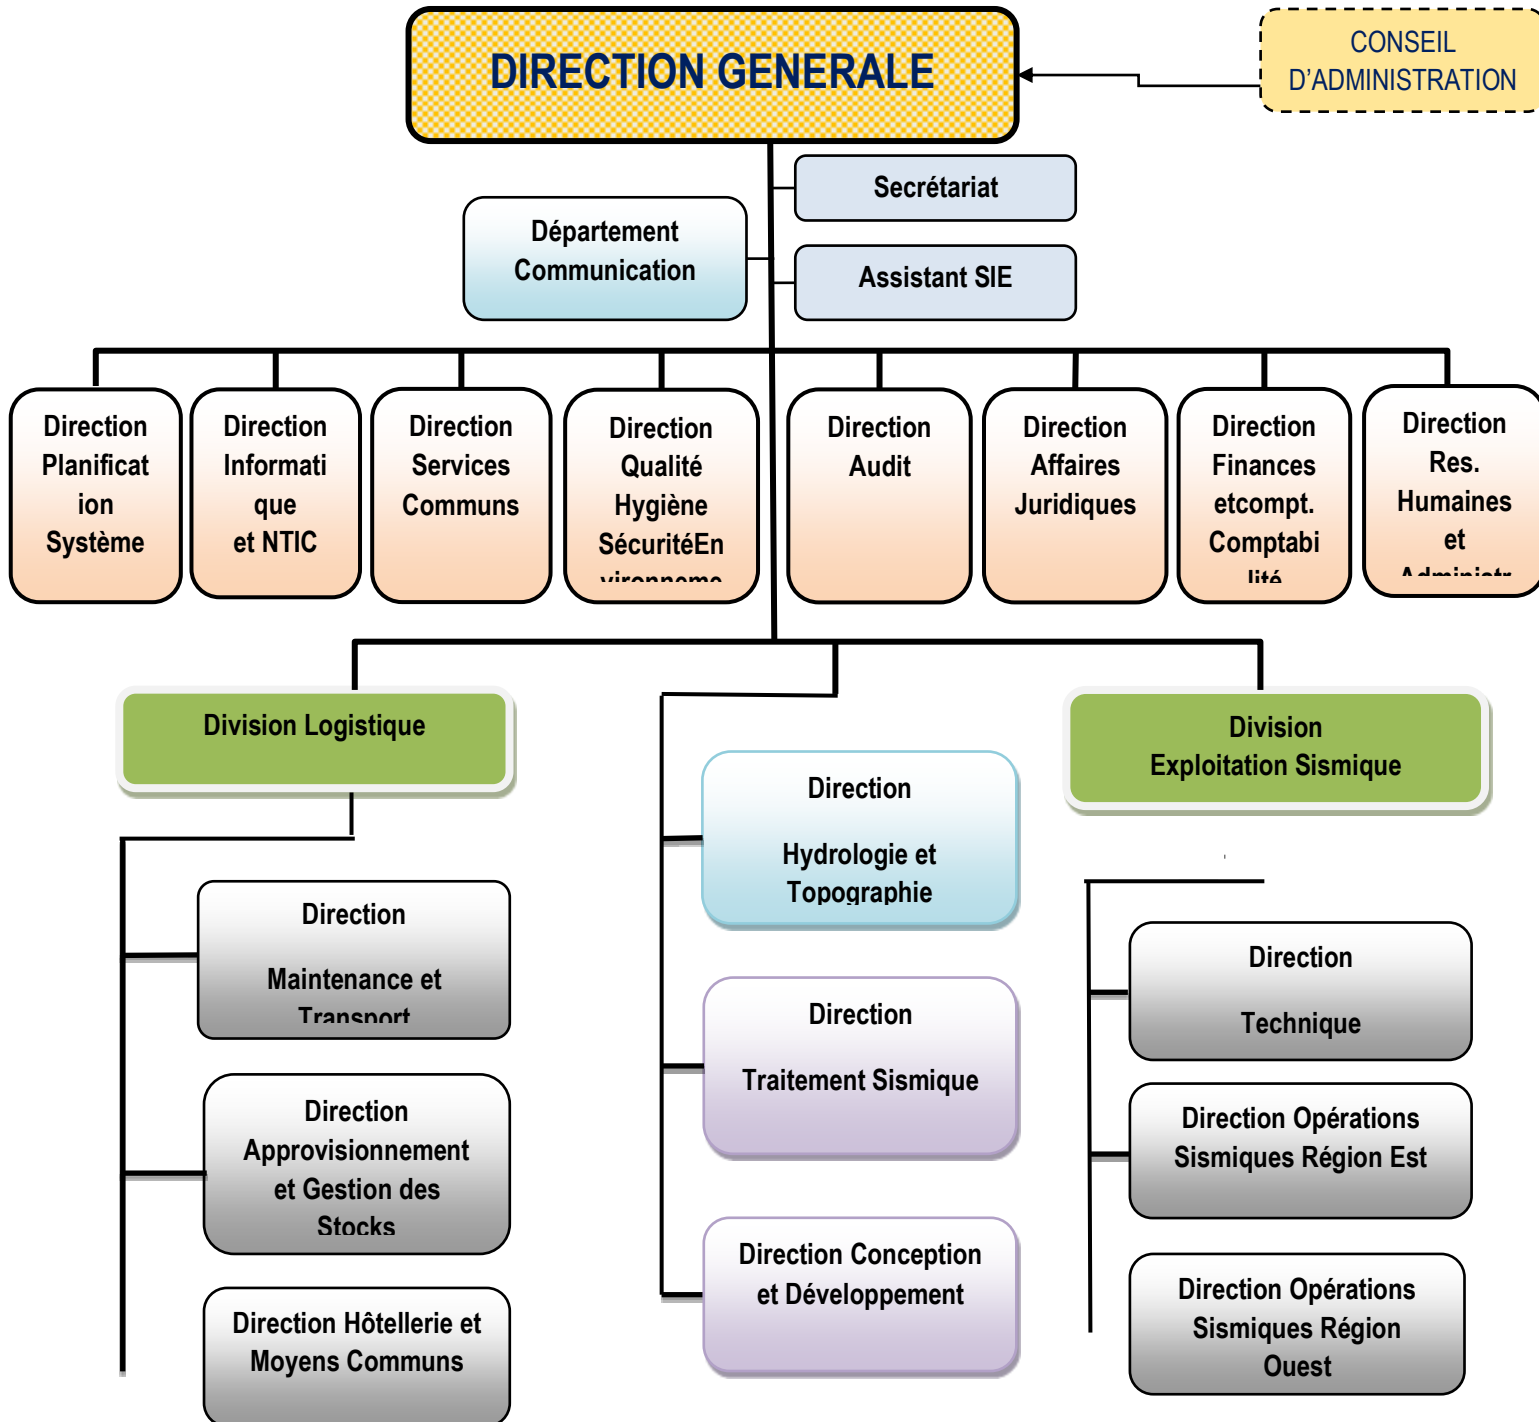 DIRECTION GENERALE
CONSEIL
D'ADMINISTRATION
Secrétariat
Département
Communication
Assistant SIE
Direction
Planificat
ion
Système
Direction
Informati
que
et NTIC
Direction
Services
Communs
Direction
Qualité
Hygiène
SécuritéEn
vironneme
Direction
Audit
Direction
Affaires
Juridiques
Direction
Finances
etcompt.
Comptabi
lité
Direction
Res.
Humaines
et
Administr
Division Logistique
Division
Exploitation Sismique
Direction
Maintenance et
Transport
Direction
Approvisionnement
et Gestion des
Stocks
Direction Hôtellerie et
Moyens Communs
Direction
Hydrologie et
Topographie
Direction
Traitement Sismique
Direction Conception
et Développement
Direction
Technique
Direction Opérations
Sismiques Région Est
Direction Opérations
Sismiques Région
Ouest